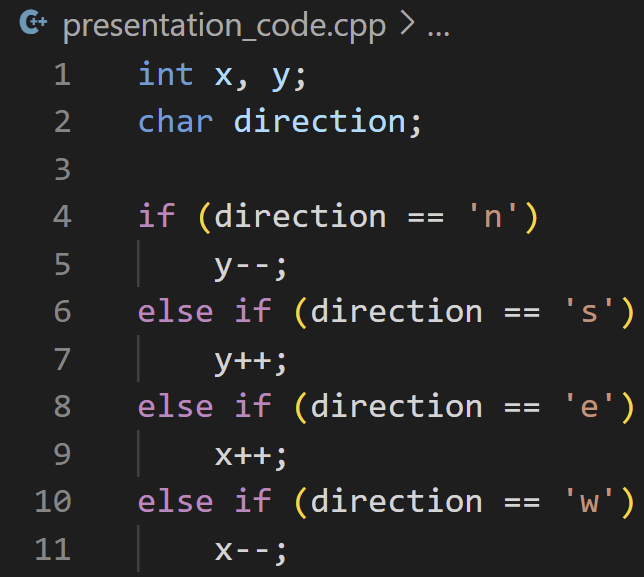 presentation_code.cpp > ...
1 int x, y;
2 char direction;
3
4 if (direction == 'n')
5 y--;
6 else if (direction == 's')
7 y++;
8 else if (direction == 'e')
9 x++;
10 else if (direction == 'w')
11 x--;